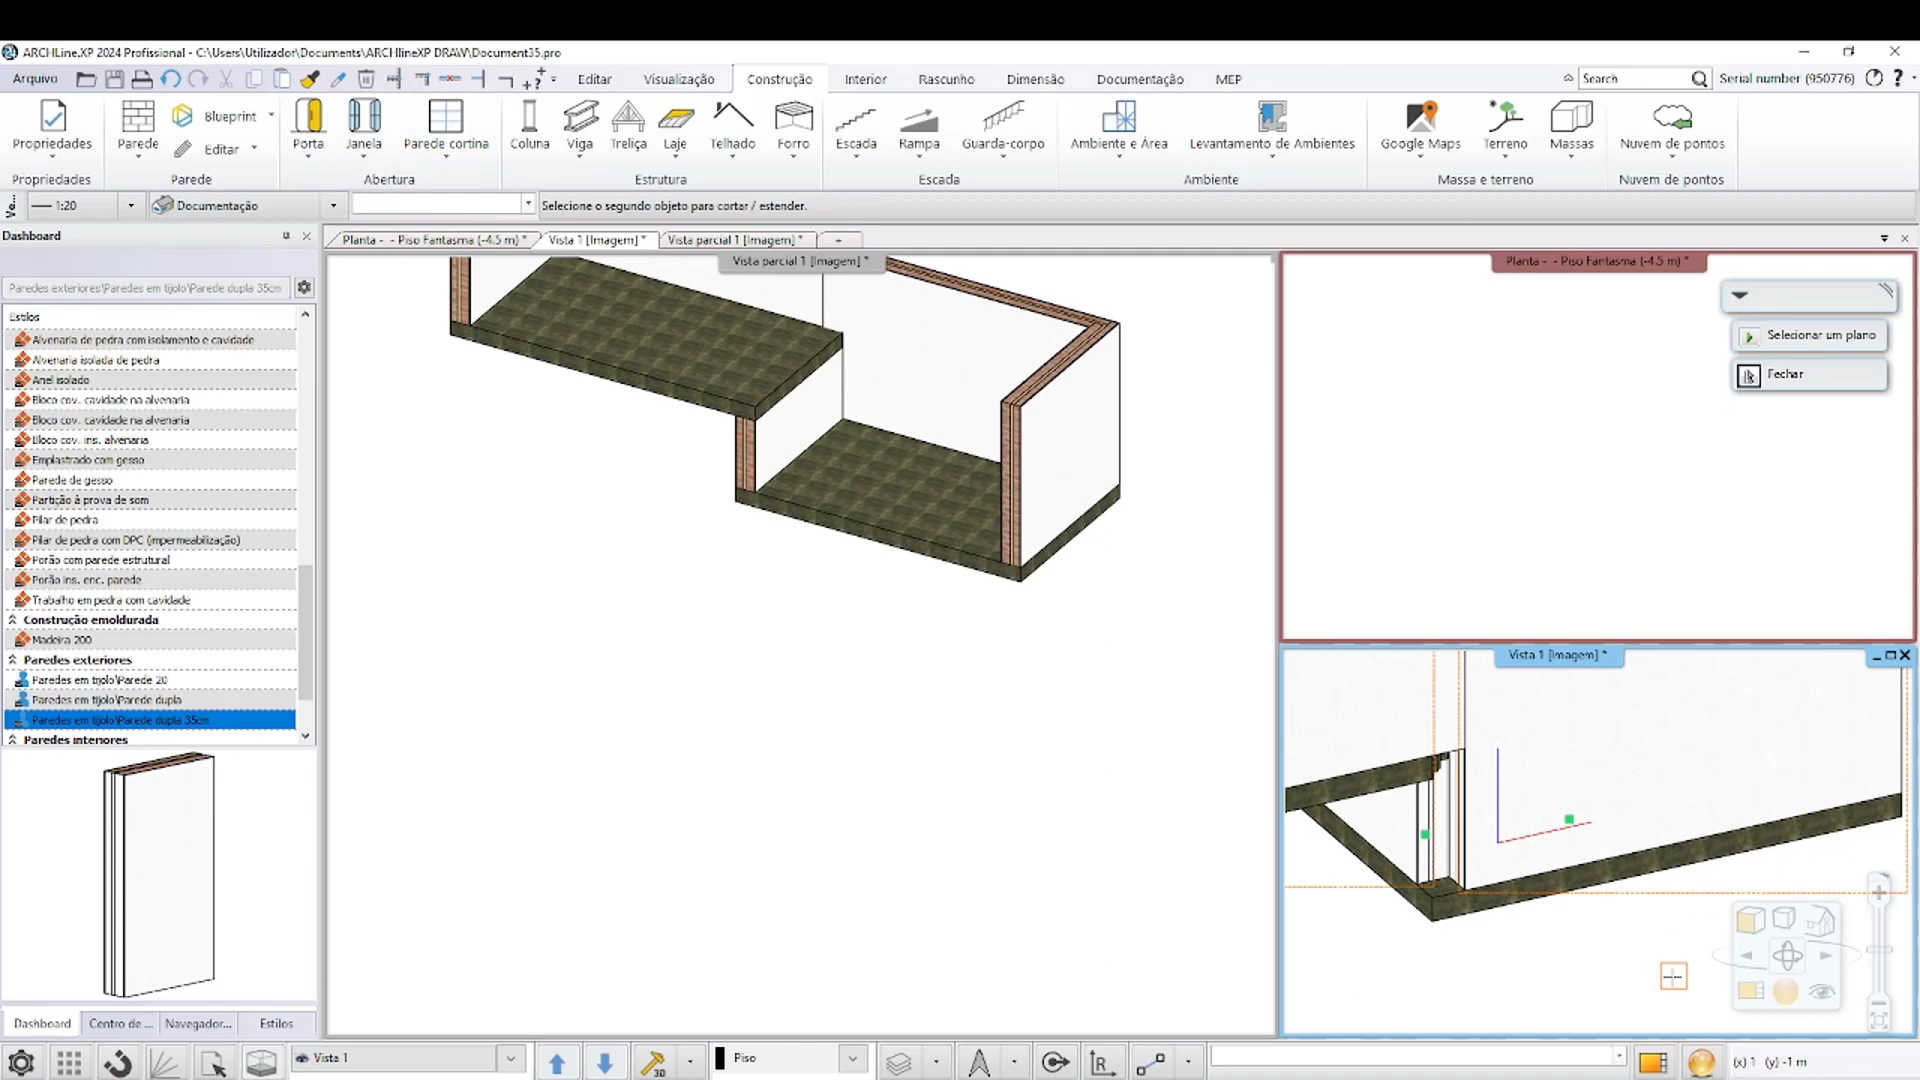 ARCHLine.XP 2024 Profissional - C:\Users\Utilizador\Documents\ARCHlineXP DRAW\Document35.pro
Arquivo Editar Visualização Construção Interior Rascunho Dimensão Documentação MEP Search Serial number (950776)
Propriedades Parede Blueprint Editar Porta Janela Parede cortina Coluna Viga Treliça Laje Telhado Forro Escada Rampa Guarda-corpo Ambiente e Área Levantamento de Ambientes Google Maps Terreno Massas Nuvem de pontos
Propriedades Parede Abertura Estrutura Escada Ambiente Massa e terreno Nuvem de pontos
Ve... 1:20 Documentação Selecione o segundo objeto para cortar / estender.
Dashboard
Planta - - Piso Fantasma (-4.5 m) * Vista 1 [Imagem] * Vista parcial 1 [Imagem] * +
Vista parcial 1 [Imagem] *
Planta - - Piso Fantasma (-4.5 m) *
Selecionar um plano
Fechar
Vista 1 [Imagem] *
Paredes exteriores\Paredes em tijolo\Parede dupla 35cm
Estilos
Alvenaria de pedra com isolamento e cavidade
Alvenaria isolada de pedra
Anel isolado
Bloco cov. cavidade na alvenaria
Bloco cov. cavidade na alvenaria
Bloco cov. ins. alvenaria
Emplastrado com gesso
Parede de gesso
Partição à prova de som
Pilar de pedra
Pilar de pedra com DPC (impermeabilização)
Porão com parede estrutural
Porão ins. enc. parede
Trabalho em pedra com cavidade
Construção emoldurada
Madeira 200
Paredes exteriores
Paredes em tijolo\Parede 20
Paredes em tijolo\Parede dupla
Paredes em tijolo\Parede dupla 35cm
Paredes interiores
Dashboard Centro de ... Navegador... Estilos
Vista 1 3D Piso R (x) 1 (y) -1 m